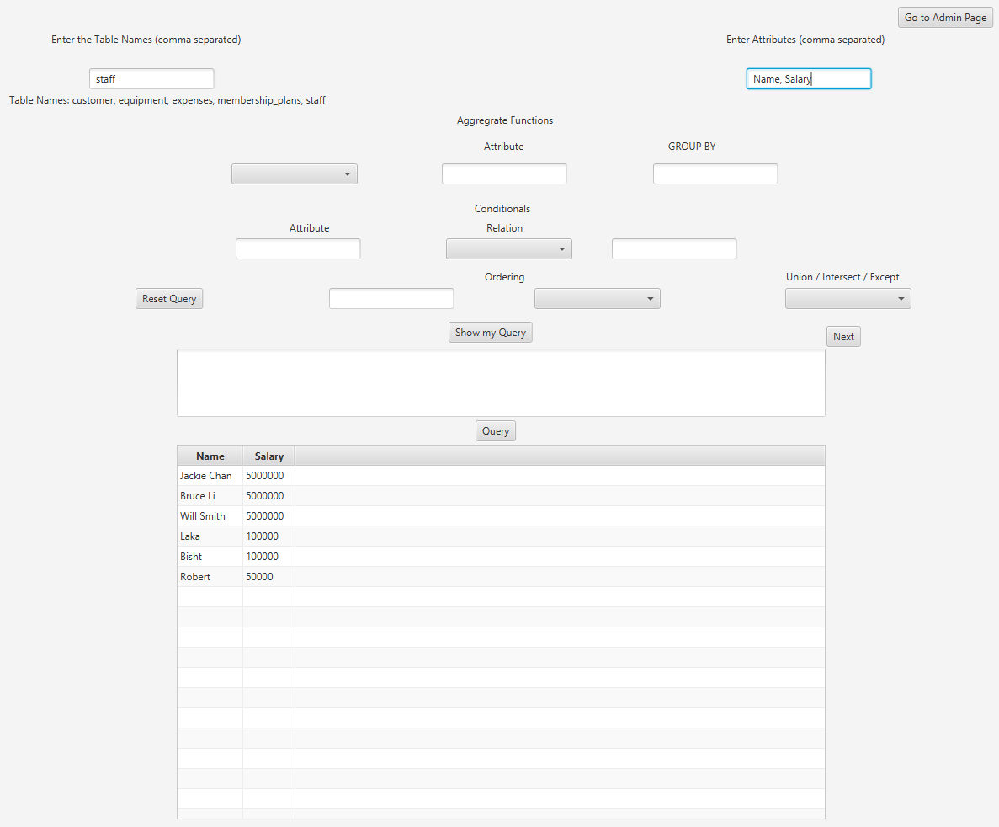 Go to Admin Page
Enter the Table Names (comma separated)
Enter Attributes (comma separated)
staff
Name, Salary
Table Names: customer, equipment, expenses, membership_plans, staff
Aggregrate Functions
Attribute
GROUP BY
Conditionals
Attribute
Relation
Ordering
Union / Intersect / Except
Reset Query
Show my Query
Next
Query
Name Salary
Jackie Chan 5000000
Bruce Li 5000000
Will Smith 5000000
Laka 100000
Bisht 100000
Robert 50000